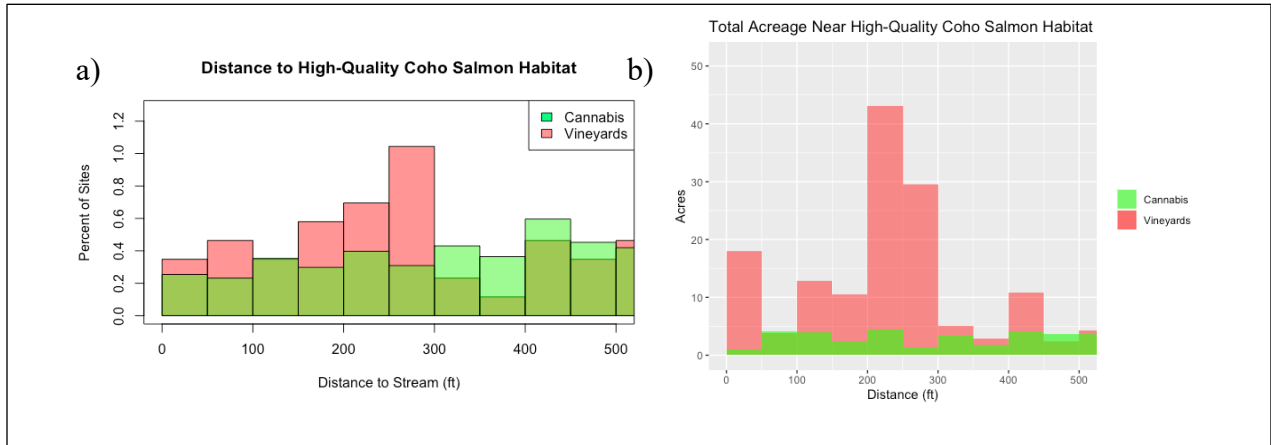 a)
Distance to High-Quality Coho Salmon Habitat
Cannabis
Vineyards
Percent of Sites
1.2
1.0
0.8
0.6
0.4
0.2
0.0
0 100 200 300 400 500
Distance to Stream (ft)
b)
Total Acreage Near High-Quality Coho Salmon Habitat
Acres
50
40
30
20
10
0
0 100 200 300 400 500
Distance (ft)
Cannabis
Vineyards